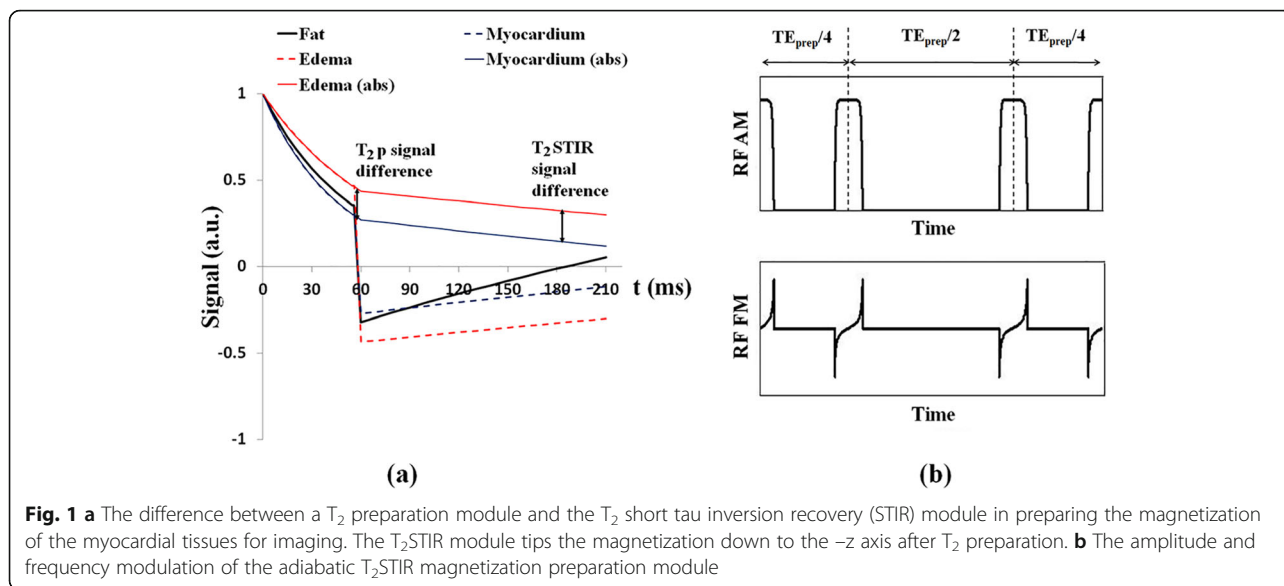 Fat
Myocardium
Edema
Myocardium (abs)
Edema (abs)
Signal (a.u.)
1
0.5
0
-0.5
-1
T₂ p signal
difference
T₂STIR
signal
difference
0 30 60 90 120 150 180 210 t (ms)
(a)
TEprep/4 TEprep/2 TEprep/4
RF AM
Time
RF FM
Time
(b)
Fig. 1 a The difference between a T₂ preparation module and the T₂ short tau inversion recovery (STIR) module in preparing the magnetization
of the myocardial tissues for imaging. The T₂STIR module tips the magnetization down to the –z axis after T₂ preparation. b The amplitude and
frequency modulation of the adiabatic T₂STIR magnetization preparation module